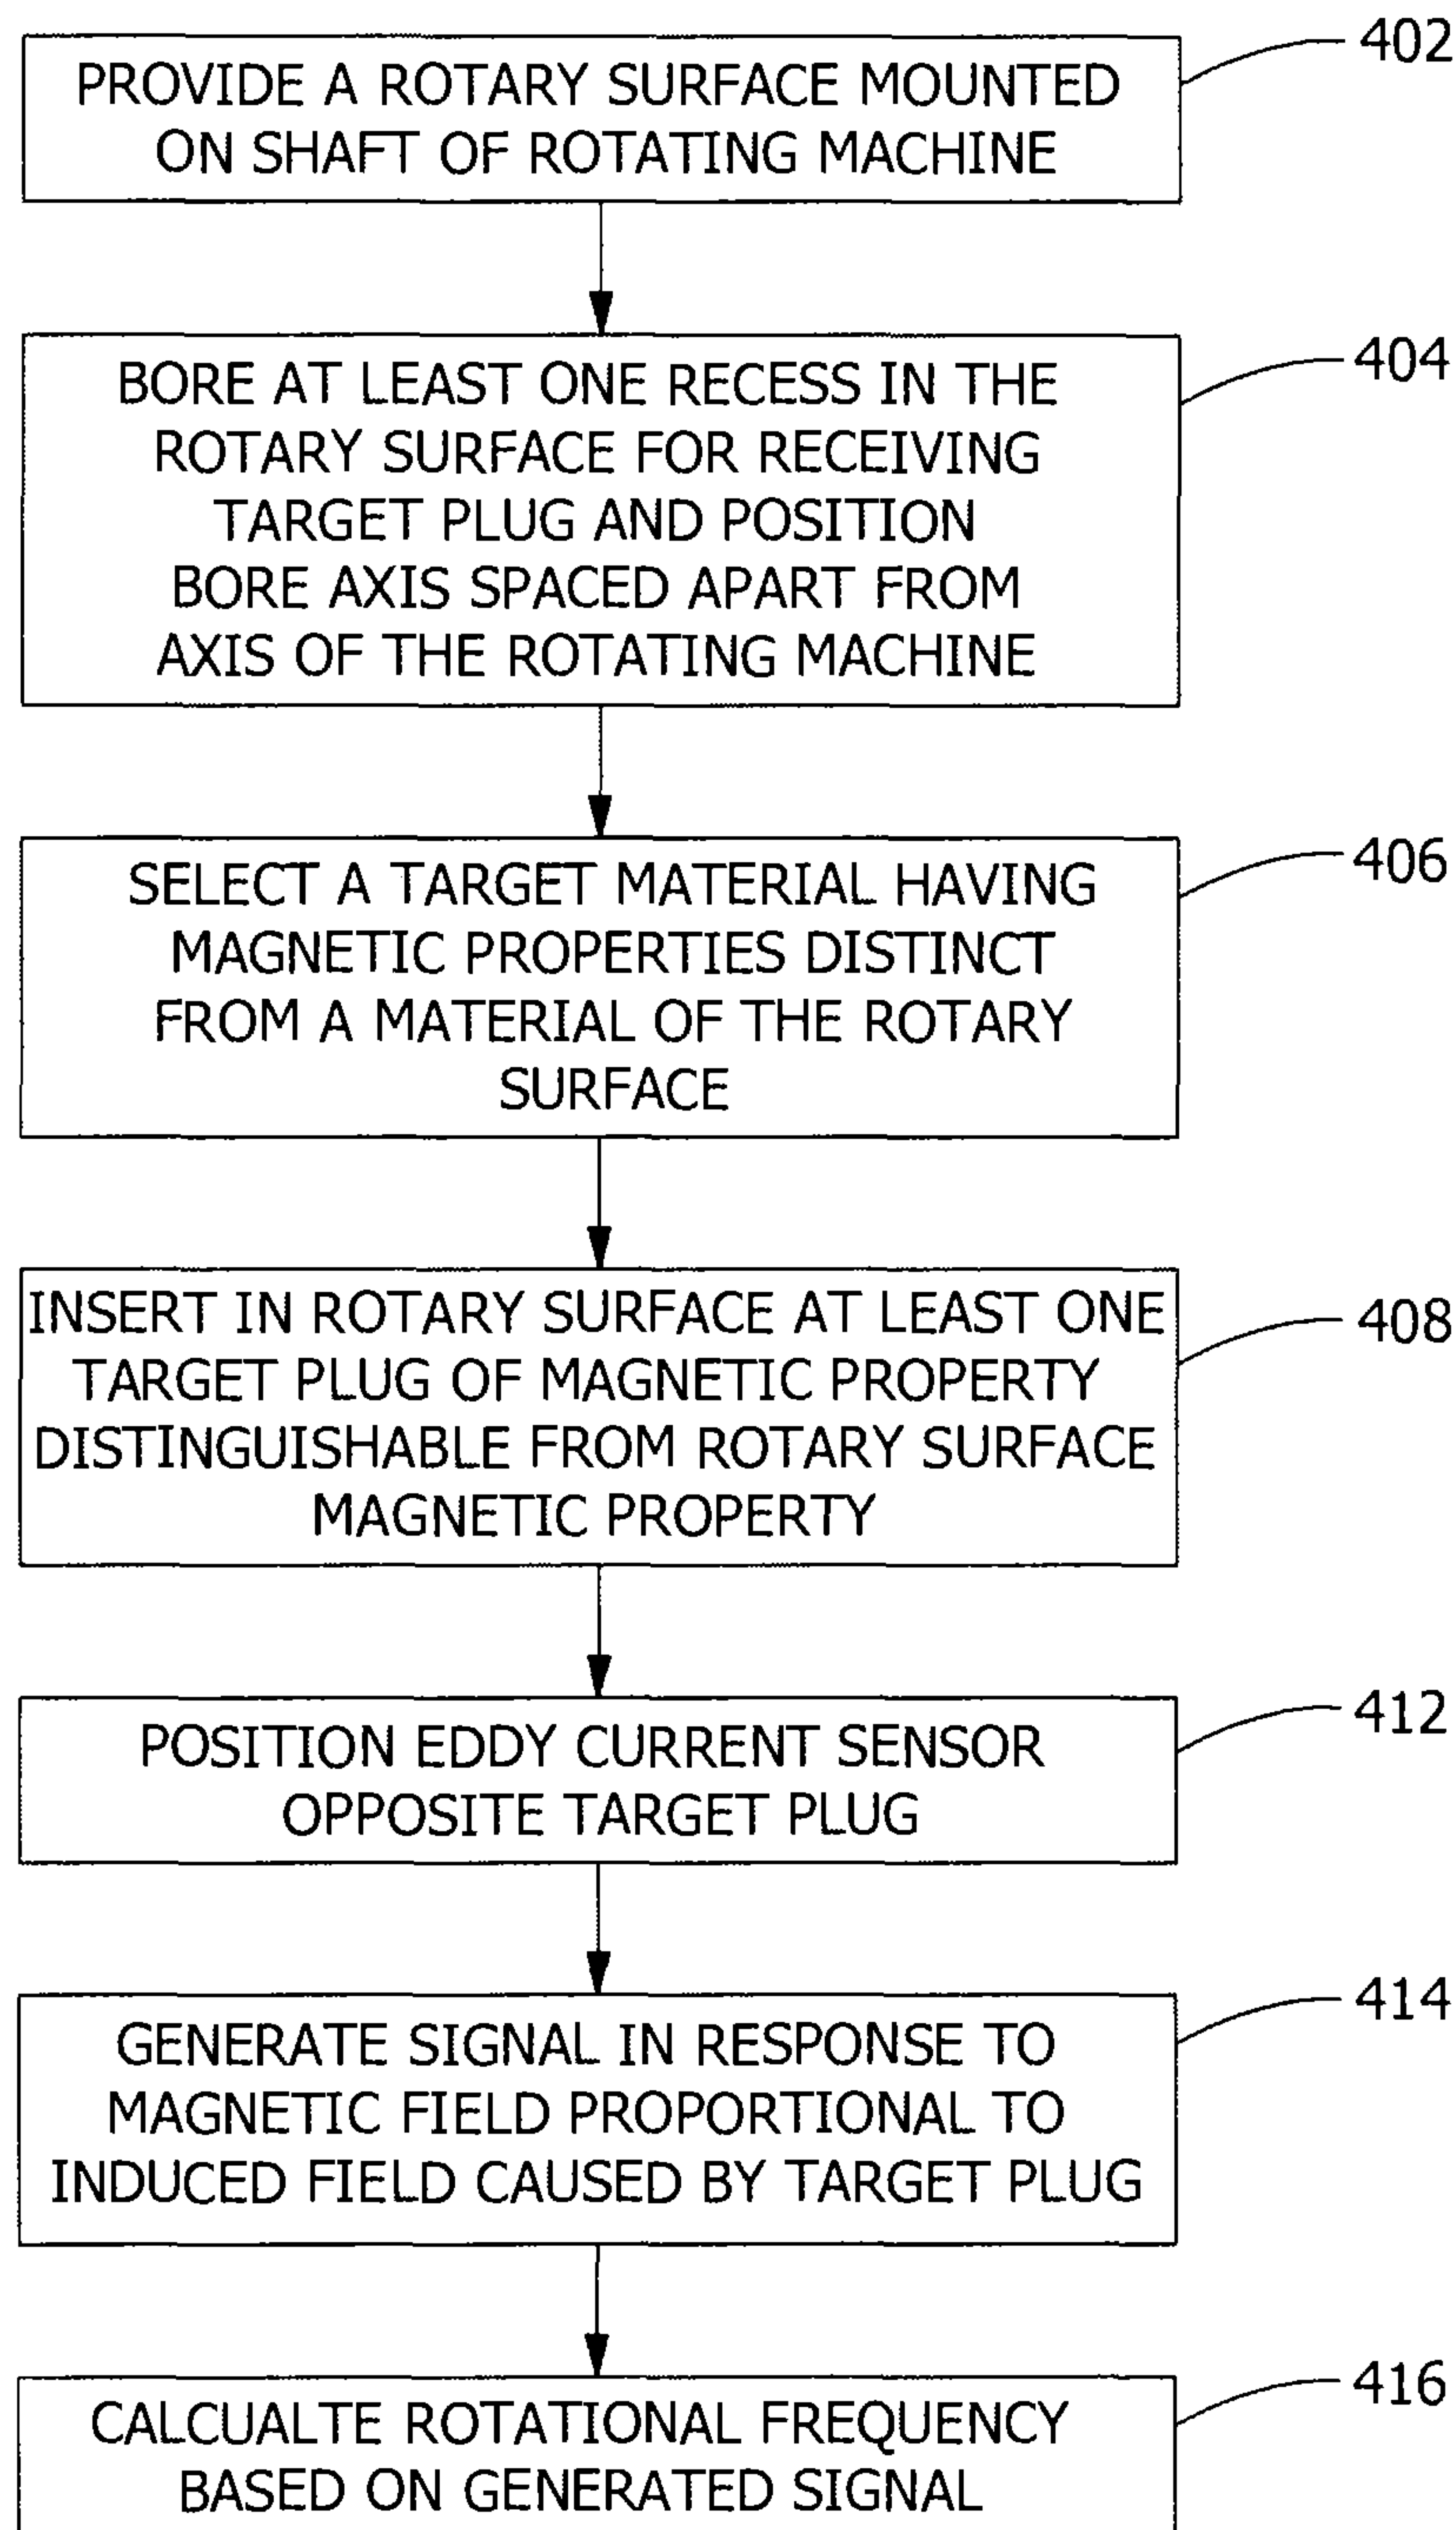 PROVIDE A ROTARY SURFACE MOUNTED
ON SHAFT OF ROTATING MACHINE
402
BORE AT LEAST ONE RECESS IN THE
ROTARY SURFACE FOR RECEIVING
TARGET PLUG AND POSITION
BORE AXIS SPACED APART FROM
AXIS OF THE ROTATING MACHINE
404
SELECT A TARGET MATERIAL HAVING
MAGNETIC PROPERTIES DISTINCT
FROM A MATERIAL OF THE ROTARY
SURFACE
406
INSERT IN ROTARY SURFACE AT LEAST ONE
TARGET PLUG OF MAGNETIC PROPERTY
DISTINGUISHABLE FROM ROTARY SURFACE
MAGNETIC PROPERTY
408
POSITION EDDY CURRENT SENSOR
OPPOSITE TARGET PLUG
412
GENERATE SIGNAL IN RESPONSE TO
MAGNETIC FIELD PROPORTIONAL TO
INDUCED FIELD CAUSED BY TARGET PLUG
414
CALCUALTE ROTATIONAL FREQUENCY
BASED ON GENERATED SIGNAL
416